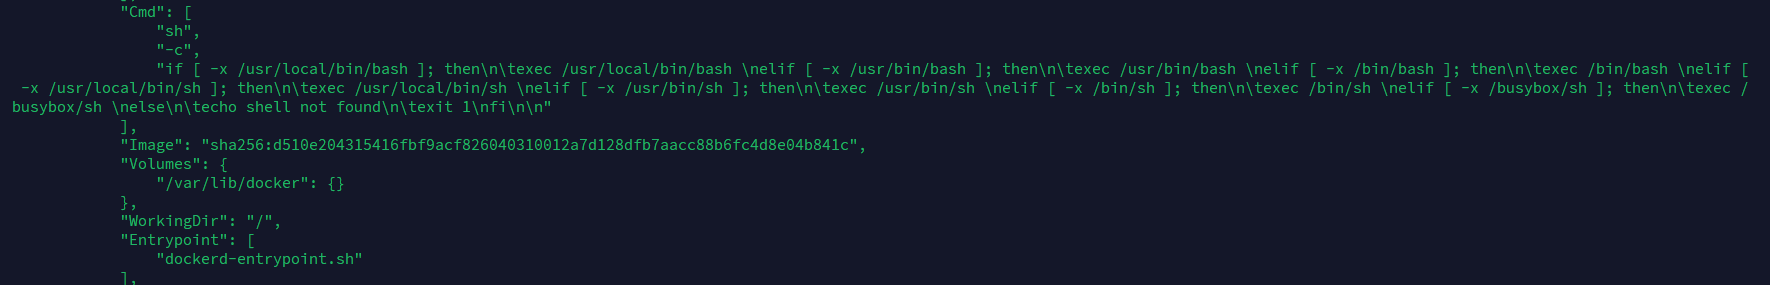 "Cmd": [
"sh",
"-c",
"if [ -x /usr/local/bin/bash ]; then\n\texec /usr/local/bin/bash \nelif [ -x /usr/bin/bash ]; then\n\texec /usr/bin/bash \nelif [ -x /bin/bash ]; then\n\texec /bin/bash \nelif [
-x /usr/local/bin/sh ]; then\n\texec /usr/local/bin/sh \nelif [ -x /usr/bin/sh ]; then\n\texec /usr/bin/sh \nelif [ -x /bin/sh ]; then\n\texec /bin/sh \nelif [ -x /busybox/sh ]; then\n\texec /
busybox/sh \nelse\n\techo shell not found\n\texit 1\nfi\n\n"
],
"Image": "sha256:d510e204315416fbf9acf826040310012a7d128dfb7aacc88b6fc4d8e04b841c",
"Volumes": {
"/var/lib/docker": {}
},
"WorkingDir": "/",
"Entrypoint": [
"dockerd-entrypoint.sh"
],